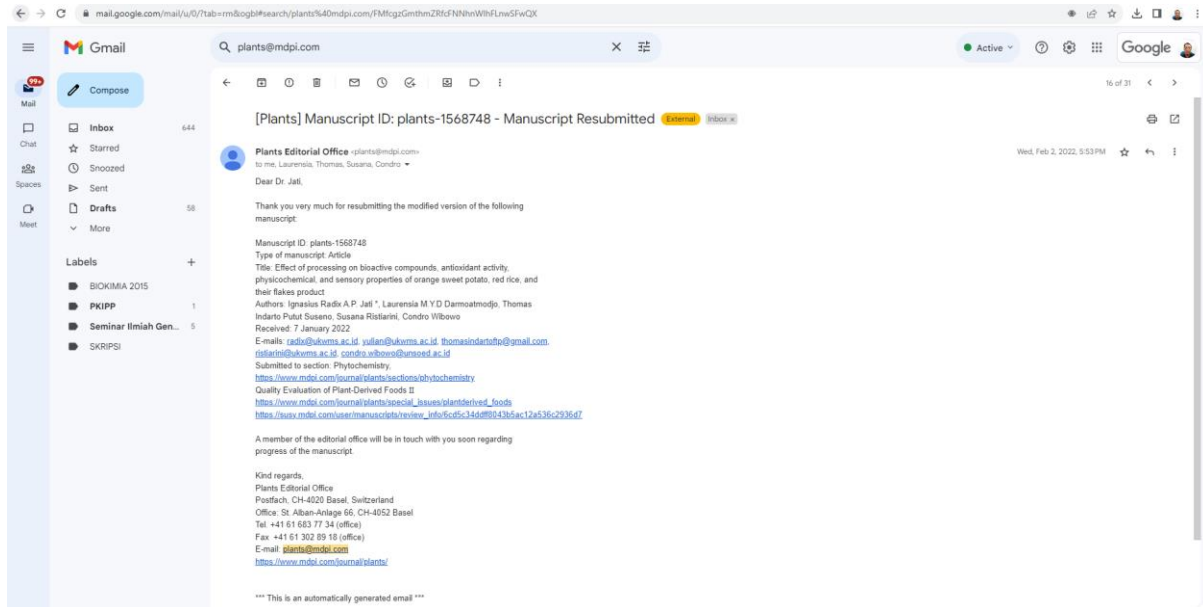 mail.google.com/mail/u/0/?tab=rm&ogbl#search/plants%40mdpi.com/FMfcgzGmthmZRfcFNNhnWlhFLnwSFwQX
Gmail
plants@mdpi.com
Active
Google
99+
Mail
Chat
Spaces
Meet
Compose
Inbox 644
Starred
Snoozed
Sent
Drafts 58
More
Labels +
BIOKIMIA 2015
PKIPP 1
Seminar Ilmiah Gen... 5
SKRIPSI
16 of 31
[Plants] Manuscript ID: plants-1568748 - Manuscript Resubmitted External Inbox x
Plants Editorial Office <plants@mdpi.com> Wed, Feb 2, 2022, 5:53 PM
to me, Laurensia, Thomas, Susana, Condro
Dear Dr. Jati,
Thank you very much for resubmitting the modified version of the following
manuscript:
Manuscript ID: plants-1568748
Type of manuscript: Article
Title: Effect of processing on bioactive compounds, antioxidant activity,
physicochemical, and sensory properties of orange sweet potato, red rice, and
their flakes product
Authors: Ignasius Radix A.P. Jati *, Laurensia M.Y.D Darmoatmodjo, Thomas
Indarto Putut Suseno, Susana Ristiarini, Condro Wibowo
Received: 7 January 2022
E-mails: radix@ukwms.ac.id, yulian@ukwms.ac.id, thomasindartoftp@gmail.com,
ristiarini@ukwms.ac.id, condro.wibowo@unsoed.ac.id
Submitted to section: Phytochemistry,
https://www.mdpi.com/journal/plants/sections/phytochemistry
Quality Evaluation of Plant-Derived Foods II
https://www.mdpi.com/journal/plants/special_issues/plantderived_foods
https://susy.mdpi.com/user/manuscripts/review_info/6cd5c34ddff8043b5ac12a536c2936d7
A member of the editorial office will be in touch with you soon regarding
progress of the manuscript.
Kind regards,
Plants Editorial Office
Postfach, CH-4020 Basel, Switzerland
Office: St. Alban-Anlage 66, CH-4052 Basel
Tel. +41 61 683 77 34 (office)
Fax +41 61 302 89 18 (office)
E-mail: plants@mdpi.com
https://www.mdpi.com/journal/plants/
*** This is an automatically generated email ***